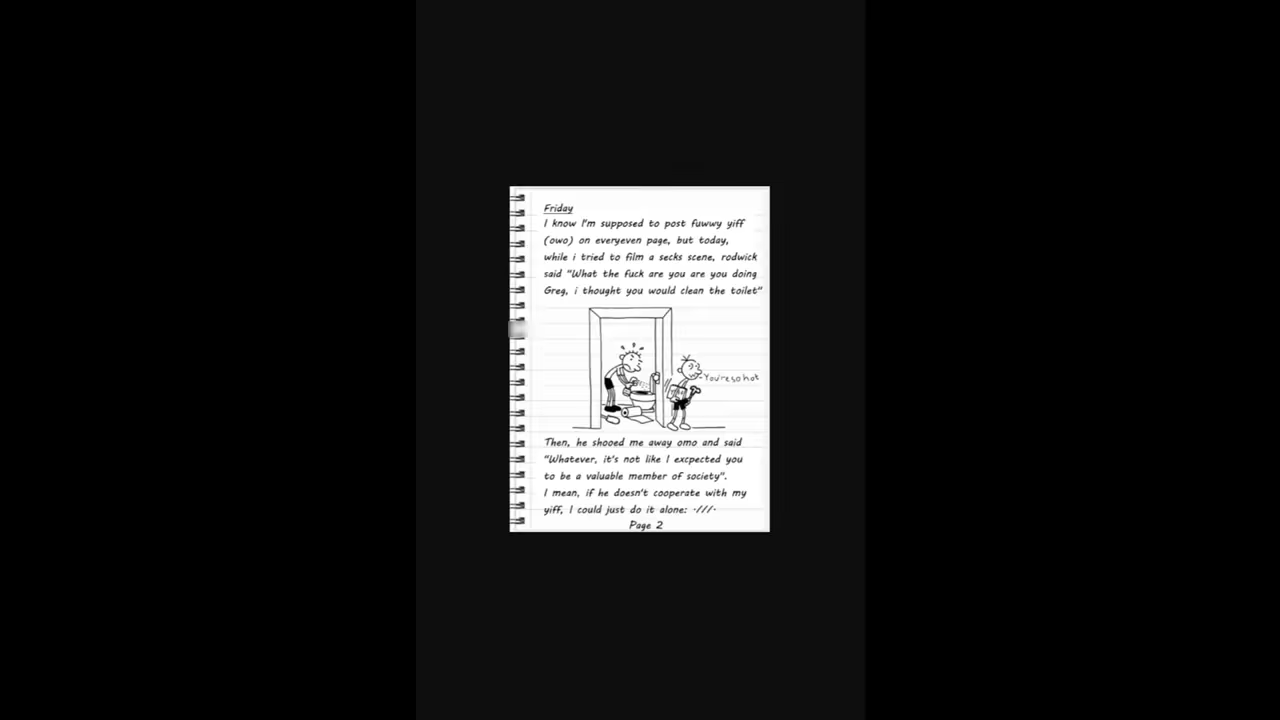 Friday
I know I'm supposed to post fuwwy yiff
(owo) on everyeven page, but today,
while i tried to film a secks scene, rodwick
said "What the fuck are you are you doing
Greg, i thought you would clean the toilet"
You're so hot
Then, he shooed me away omo and said
"Whatever, it's not like I excpected you
to be a valuable member of society".
I mean, if he doesn't cooperate with my
yiff, I could just do it alone: ·///·
Page 2